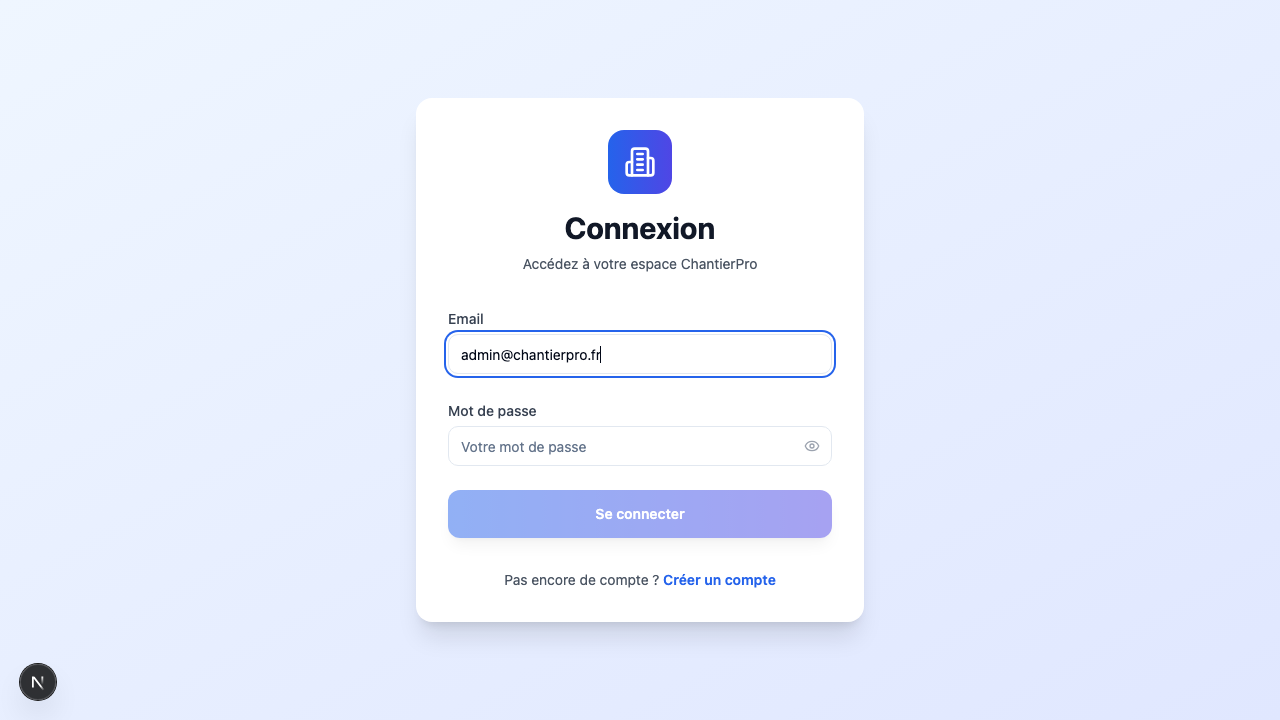 Connexion
Accédez à votre espace ChantierPro
Email
admin@chantierpro.fr
Mot de passe
Votre mot de passe
Se connecter
Pas encore de compte ? Créer un compte
N